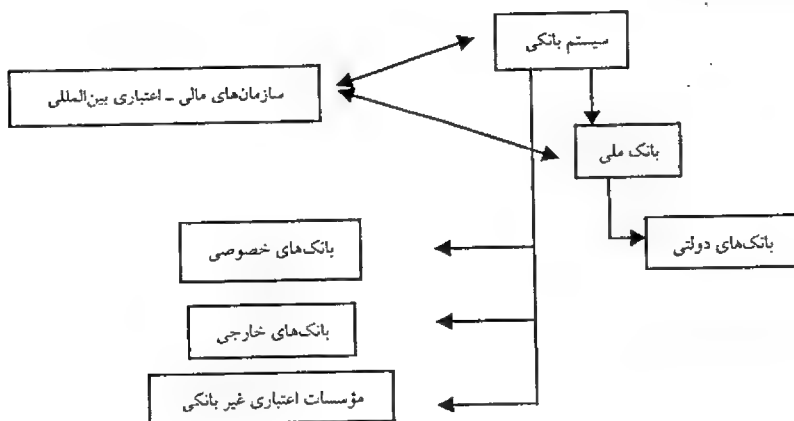 سیستم بانکی
سازمان‌های مالی ـ اعتباری بین‌المللی
بانک ملی
بانک‌های دولتی
بانک‌های خصوصی
بانک‌های خارجی
مؤسسات اعتباری غیر بانکی